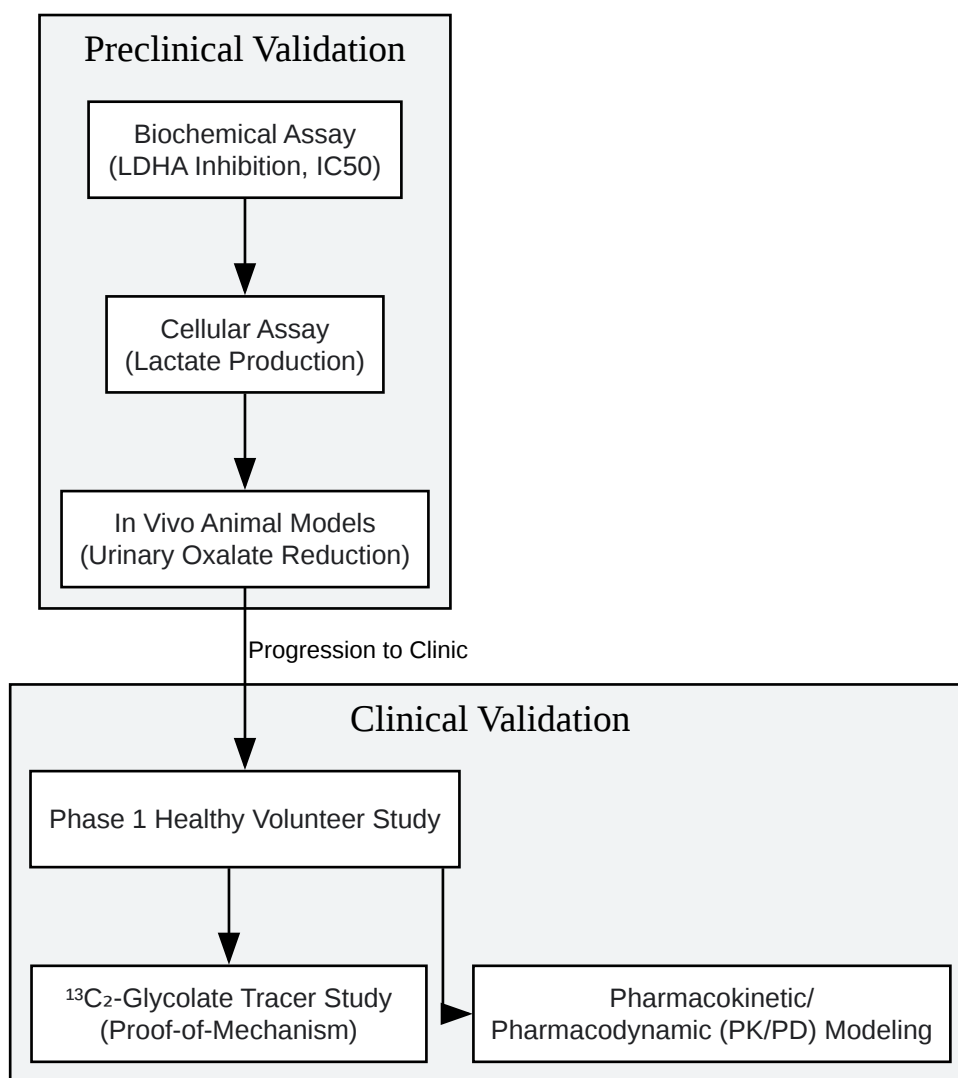 Preclinical Validation
Biochemical Assay
(LDHA Inhibition, IC50)
Cellular Assay
(Lactate Production)
In Vivo Animal Models
(Urinary Oxalate Reduction)
Progression to Clinic
Clinical Validation
Phase 1 Healthy Volunteer Study
¹³C₂-Glycolate Tracer Study
(Proof-of-Mechanism)
Pharmacokinetic/
Pharmacodynamic (PK/PD) Modeling